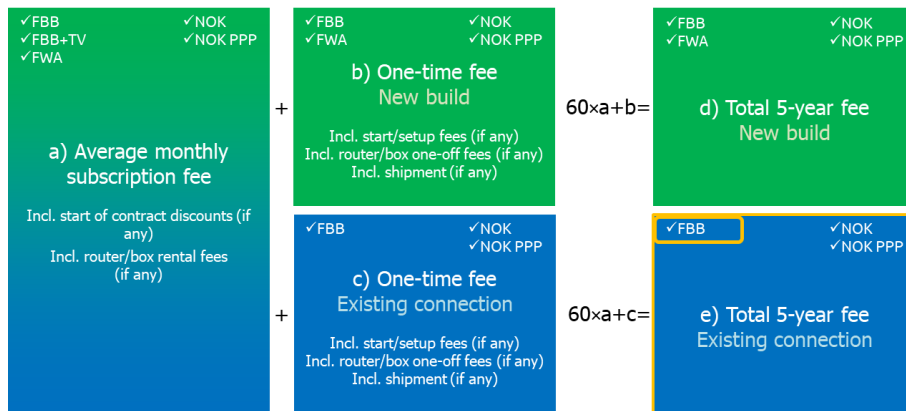 ✓FBB
✓FBB+TV
✓FWA
✓NOK
✓NOK PPP
a) Average monthly
subscription fee
Incl. start of contract discounts (if
any)
Incl. router/box rental fees
(if any)
+
✓FBB
✓FWA
✓NOK
✓NOK PPP
b) One-time fee
New build
Incl. start/setup fees (if any)
Incl. router/box one-off fees (if any)
Incl. shipment (if any)
60×a+b=
✓FBB
✓FWA
✓NOK
✓NOK PPP
d) Total 5-year fee
New build
+
✓FBB
✓NOK
✓NOK PPP
c) One-time fee
Existing connection
Incl. start/setup fees (if any)
Incl. router/box one-off fees (if any)
Incl. shipment (if any)
60×a+c=
✓FBB
✓NOK
✓NOK PPP
e) Total 5-year fee
Existing connection